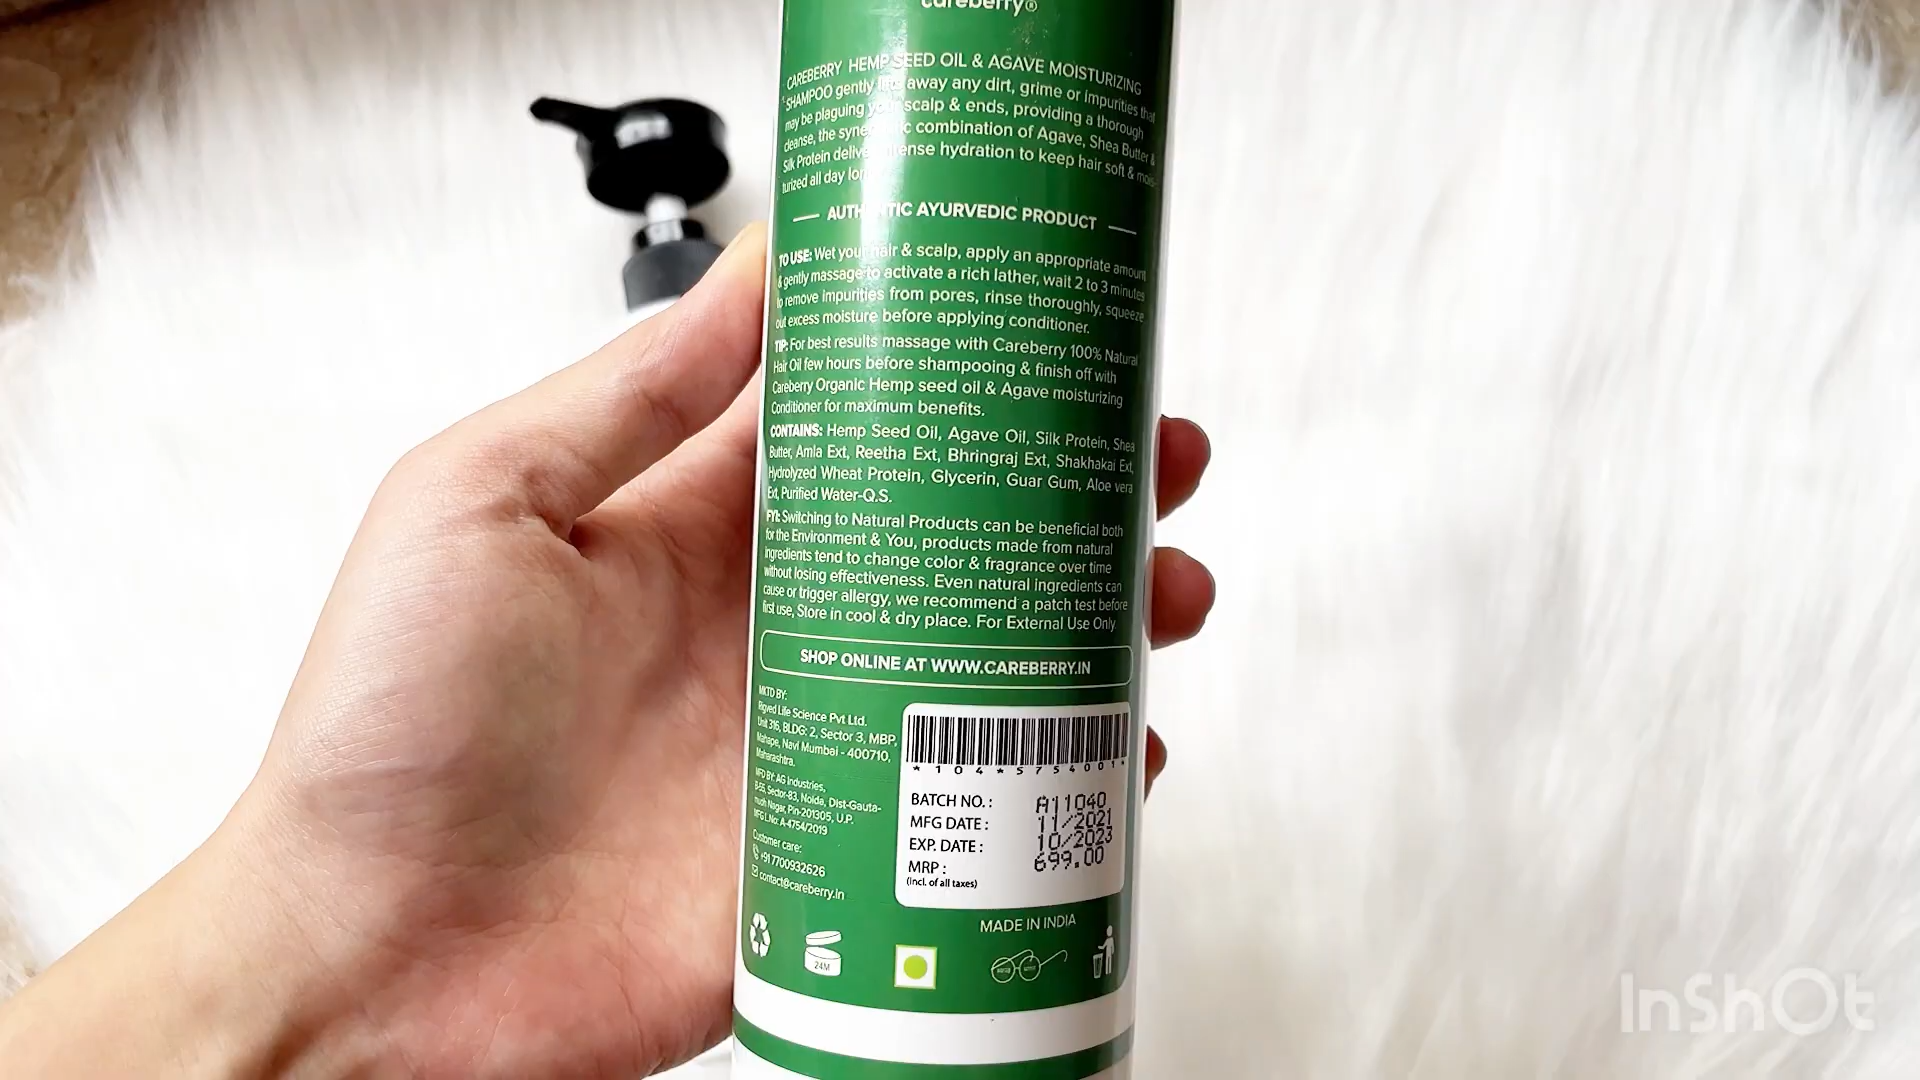 careberry®
CAREBERRY HEMP SEED OIL & AGAVE MOISTURIZING
SHAMPOO gently away any dirt, grime or impurities that
may be plaguing your scalp & ends, providing a thorough
cleanse, the combination of Agave, Shea Butter &
Silk Protein intense hydration to keep hair soft & mois-
turized all day
AUTHENTIC AYURVEDIC PRODUCT
TO USE: Wet your hair & scalp, apply an appropriate amount
& gently massage to activate a rich lather, wait 2 to 3 minutes
to remove impurities from pores, rinse thoroughly, squeeze
out excess moisture before applying conditioner.
TIP: For best results massage with Careberry 100% Natural
Hair Oil few hours before shampooing & finish off with
Careberry Organic Hemp seed oil & Agave moisturizing
Conditioner for maximum benefits.
CONTAINS: Hemp Seed Oil, Agave Oil, Silk Protein, Shea
Butter, Amla Ext, Reetha Ext, Bhringraj Ext, Shakhakai Ext,
Hydrolyzed Wheat Protein, Glycerin, Guar Gum, Aloe vera
Ext, Purified Water-Q.S.
FYI: Switching to Natural Products can be beneficial both
for the Environment & You, products made from natural
ingredients tend to change color & fragrance over time
without losing effectiveness. Even natural ingredients can
cause or trigger allergy, we recommend a patch test before
first use, Store in cool & dry place. For External Use Only
SHOP ONLINE AT WWW.CAREBERRY.IN
MKTD BY:
Rigved Life Science Pvt Ltd.
Unit 316, BLDG: 2, Sector 3, MBP,
Mahape, Navi Mumbai - 400710,
Maharashtra.
MFD BY: AG Industries,
B-55, Sector-83, Noida, Dist-Gauta-
mudh Nagar, Pin-201305, U.P.
MFG L.No: A-4754/2019
Customer care:
+91 7700932626
contact@careberry.in
*104*5754001*
BATCH NO.: A11040
MFG DATE: 11/2021
EXP. DATE: 10/2023
MRP: 699.00
(incl. of all taxes)
MADE IN INDIA
24M
InShOt